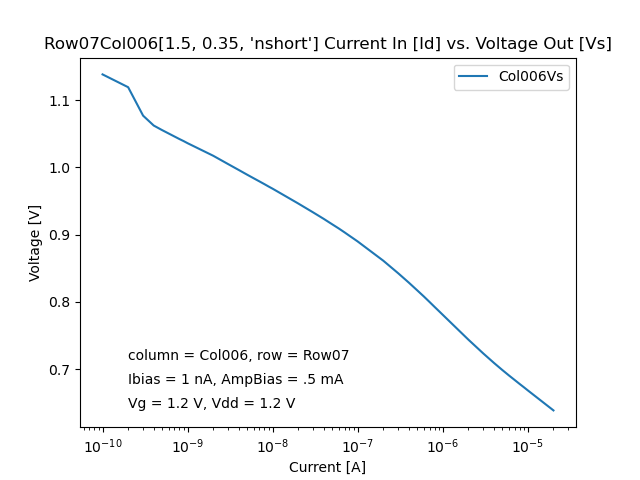 Row07Col006[1.5, 0.35, 'nshort'] Current In [Id] vs. Voltage Out [Vs]
Col006Vs
Voltage [V]
1.1
1.0
0.9
0.8
0.7
column = Col006, row = Row07
Ibias = 1 nA, AmpBias = .5 mA
Vg = 1.2 V, Vdd = 1.2 V
10⁻¹⁰ 10⁻⁹ 10⁻⁸ 10⁻⁷ 10⁻⁶ 10⁻⁵
Current [A]